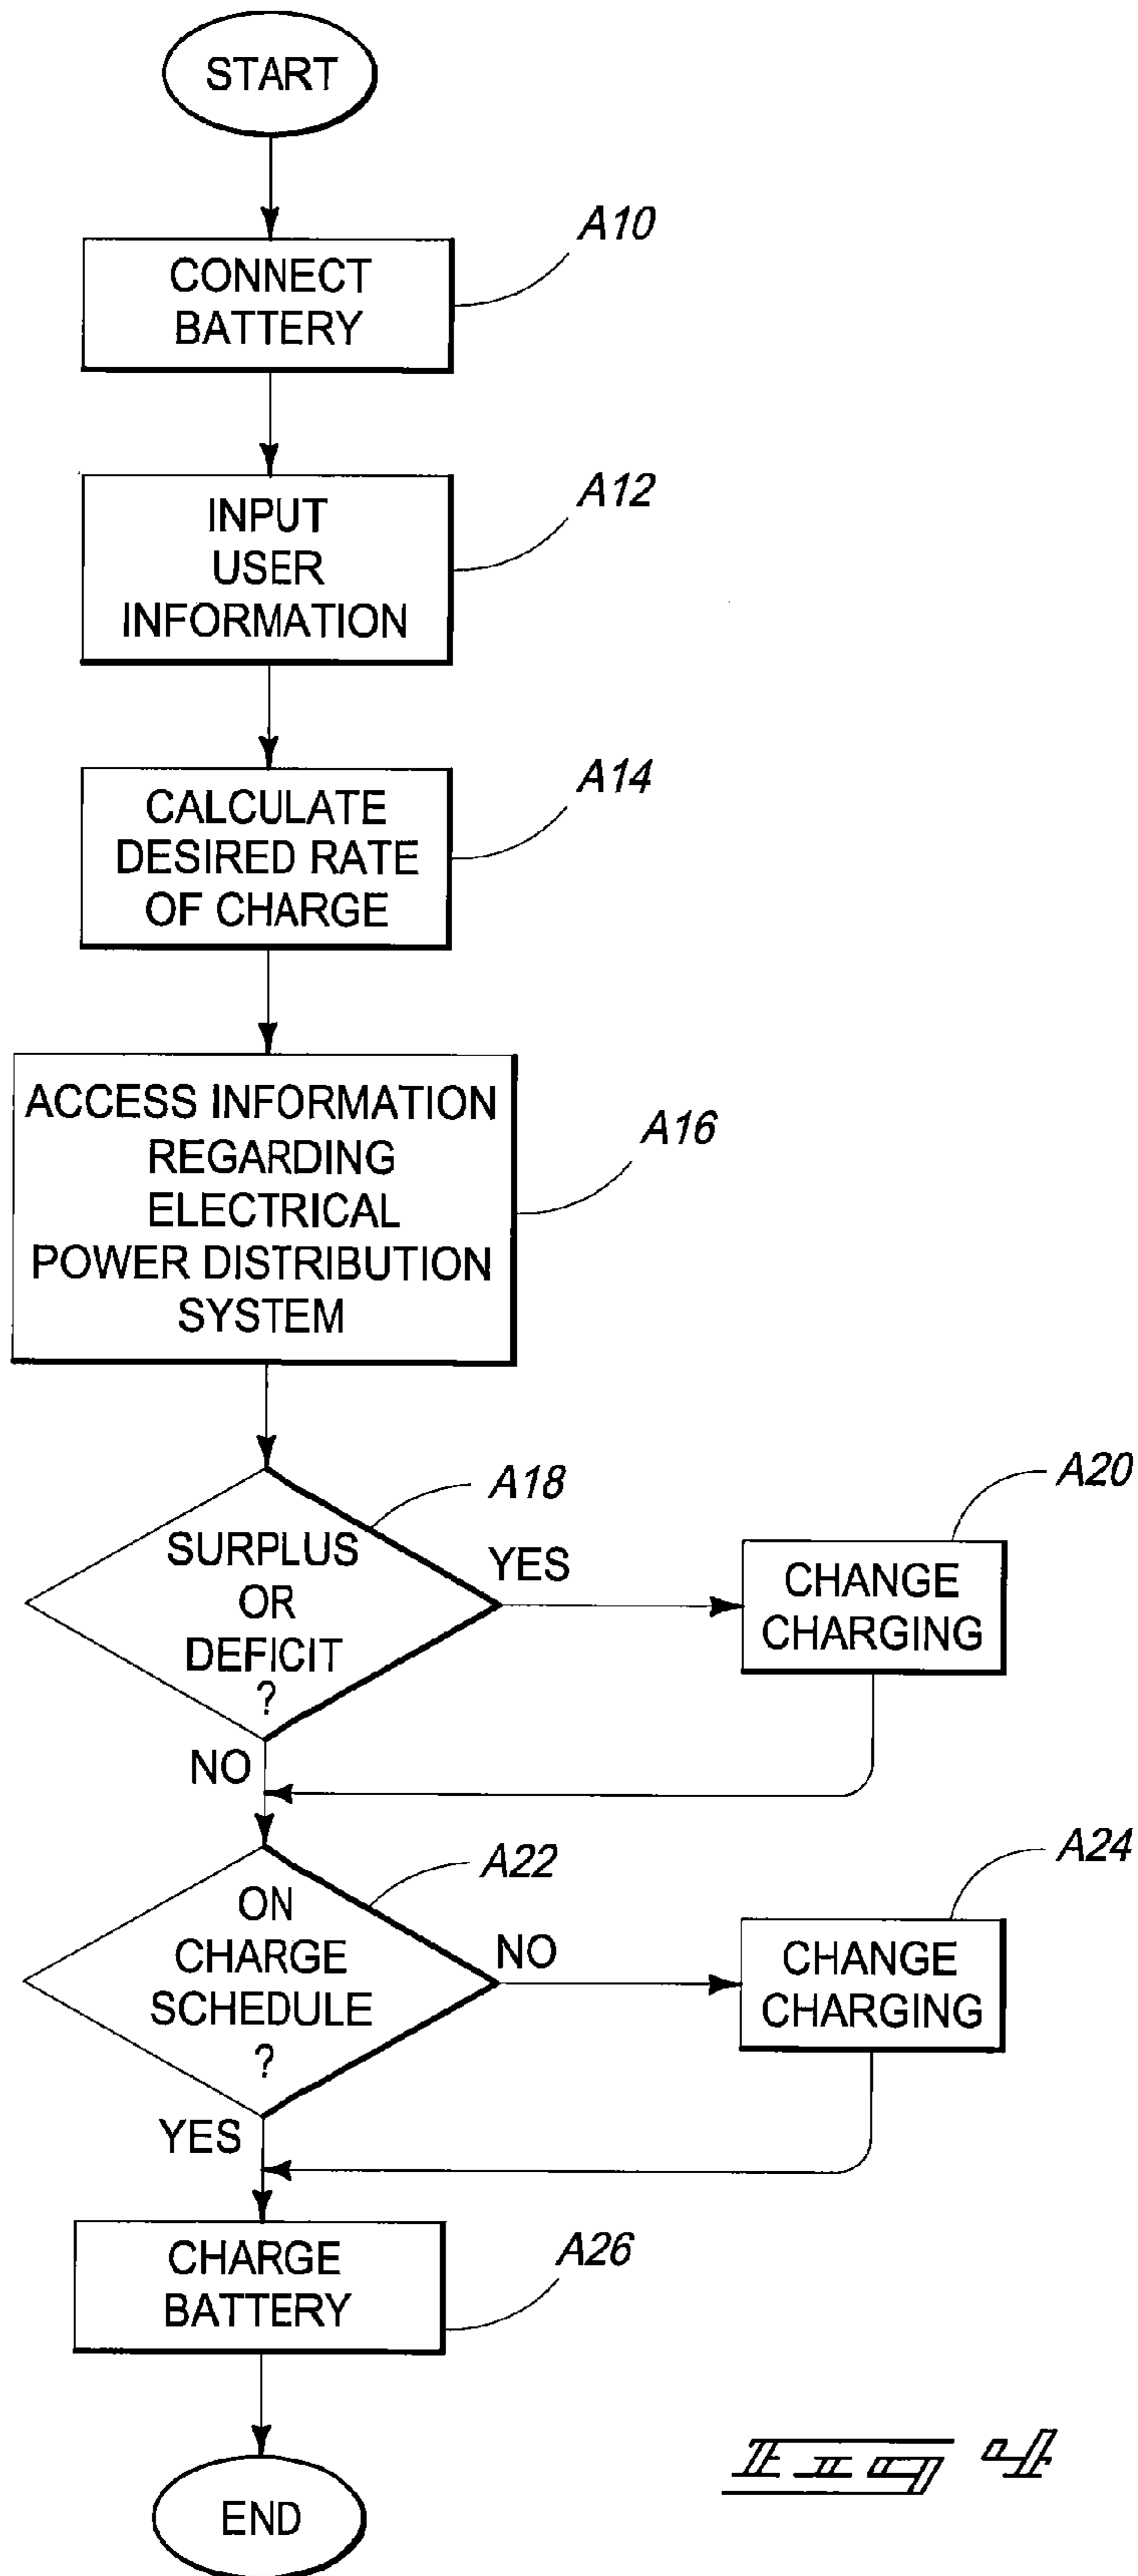 START
A10
CONNECT
BATTERY
A12
INPUT
USER
INFORMATION
A14
CALCULATE
DESIRED RATE
OF CHARGE
A16
ACCESS INFORMATION
REGARDING
ELECTRICAL
POWER DISTRIBUTION
SYSTEM
A18
SURPLUS
OR
DEFICIT
?
YES
A20
CHANGE
CHARGING
NO
A22
ON
CHARGE
SCHEDULE
?
NO
A24
CHANGE
CHARGING
YES
A26
CHARGE
BATTERY
END
FIG 4